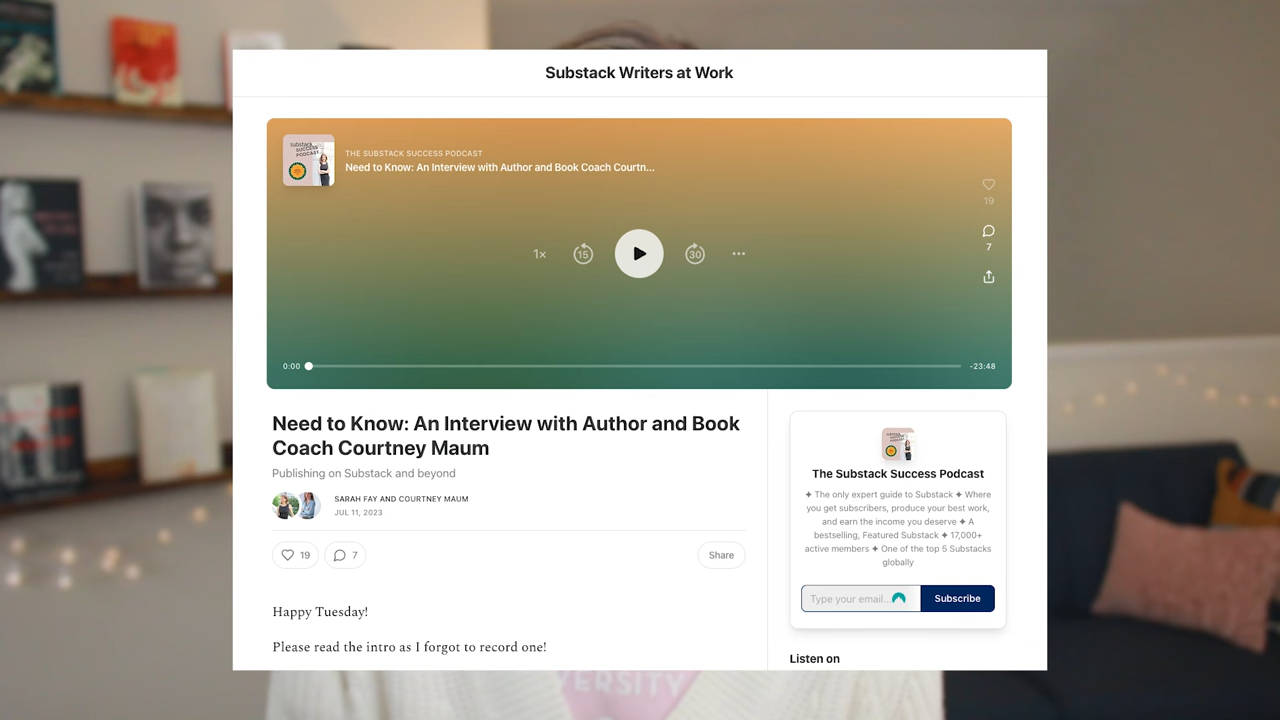 Substack Writers at Work
substack
SUCCESS
PODCAST
THE SUBSTACK SUCCESS PODCAST
Need to Know: An Interview with Author and Book Coach Courtn...
19
7
1×
15
30
0:00
-23:48
Need to Know: An Interview with Author and Book
Coach Courtney Maum
Publishing on Substack and beyond
SARAH FAY AND COURTNEY MAUM
JUL 11, 2023
19
7
Share
Happy Tuesday!
Please read the intro as I forgot to record one!
The Substack Success Podcast
✦ The only expert guide to Substack ✦ Where
you get subscribers, produce your best work,
and earn the income you deserve ✦ A
bestselling, Featured Substack ✦ 17,000+
active members ✦ One of the top 5 Substacks
globally
Type your email...
Subscribe
Listen on
ERSITY